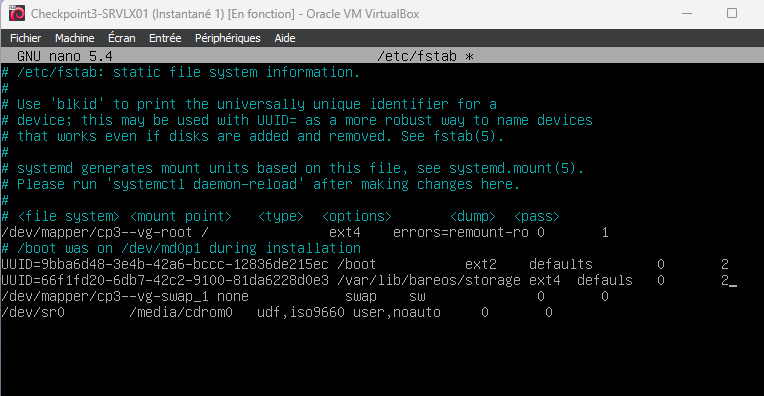 Checkpoint3-SRVLX01 (Instantané 1) [En fonction] - Oracle VM VirtualBox
Fichier Machine Écran Entrée Périphériques Aide
GNU nano 5.4 /etc/fstab *
# /etc/fstab: static file system information.
#
# Use 'blkid' to print the universally unique identifier for a
# device; this may be used with UUID= as a more robust way to name devices
# that works even if disks are added and removed. See fstab(5).
#
# systemd generates mount units based on this file, see systemd.mount(5).
# Please run 'systemctl daemon-reload' after making changes here.
#
# <file system> <mount point> <type> <options> <dump> <pass>
/dev/mapper/cp3--vg-root / ext4 errors=remount-ro 0 1
# /boot was on /dev/md0p1 during installation
UUID=9bba6d48-3e4b-42a6-bccc-12836de215ec /boot ext2 defaults 0 2
UUID=66f1fd20-6db7-42c2-9100-81da6228d0e3 /var/lib/bareos/storage ext4 defauls 0 2_
/dev/mapper/cp3--vg-swap_1 none swap sw 0 0
/dev/sr0 /media/cdrom0 udf,iso9660 user,noauto 0 0